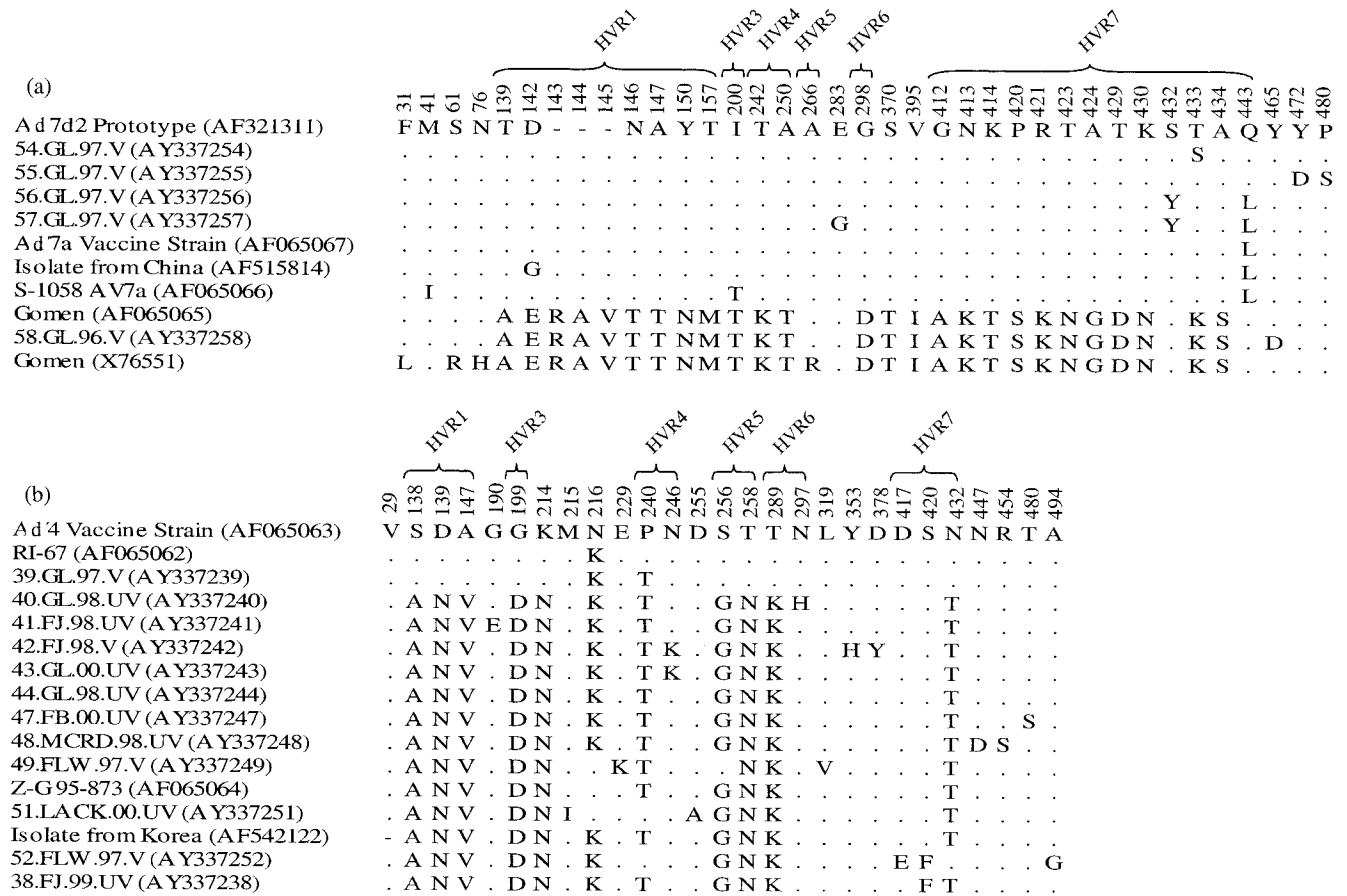 HVR1 HVR3 HVR4 HVR5 HVR6 HVR7
(a)
31 41 61 76 139 142 143 144 145 146 147 150 157 200 242 250 266 283 298 370 395 412 413 414 420 421 423 424 429 430 432 433 434 443 465 472 480
Ad7d2 Prototype (AF321311) F M S N T D - - - N A Y T I T A A E G S V G N K P R T A T K S T A Q Y Y P
54.GL.97.V (AY337254) . . . . . . . . . . . . . . . . . . . . . . . . . . . . . . . S . . . . .
55.GL.97.V (AY337255) . . . . . . . . . . . . . . . . . . . . . . . . . . . . . . . . . . . D S
56.GL.97.V (AY337256) . . . . . . . . . . . . . . . . . . . . . . . . . . . . . . Y . . L . . .
57.GL.97.V (AY337257) . . . . . . . . . . . . . . . . . G . . . . . . . . . . . . Y . . L . . .
Ad7a Vaccine Strain (AF065067) . . . . . . . . . . . . . . . . . . . . . . . . . . . . . . . . . L . . .
Isolate from China (AF515814) . . . . . G . . . . . . . . . . . . . . . . . . . . . . . . . . . L . . .
S-1058 AV7a (AF065066) . I . . . . . . . . . . . T . . . . . . . . . . . . . . . . . . . L . . .
Gomen (AF065065) . . . . A E R A V T T N M T K T . . D T I A K T S K N G D N . K S . . . .
58.GL.96.V (AY337258) . . . . A E R A V T T N M T K T . . D T I A K T S K N G D N . K S . D . .
Gomen (X76551) L . R H A E R A V T T N M T K T R . D T I A K T S K N G D N . K S . . . .
HVR1 HVR3 HVR4 HVR5 HVR6 HVR7
(b)
29 138 139 147 190 199 214 215 216 229 240 246 255 256 258 289 297 319 353 378 417 420 432 447 454 480 494
Ad4 Vaccine Strain (AF065063) V S D A G G K M N E P N D S T T N L Y D D S N N R T A
RI-67 (AF065062) . . . . . . . . K . . . . . . . . . . . . . . . . . .
39.GL.97.V (AY337239) . . . . . . . . K . T . . . . . . . . . . . . . . . .
40.GL.98.UV (AY337240) . A N V . D N . K . T . . G N K H . . . . . T . . . .
41.FJ.98.UV (AY337241) . A N V E D N . K . T . . G N K . . . . . . T . . . .
42.FJ.98.V (AY337242) . A N V . D N . K . T K . G N K . . H Y . . T . . . .
43.GL.00.UV (AY337243) . A N V . D N . K . T K . G N K . . . . . . T . . . .
44.GL.98.UV (AY337244) . A N V . D N . K . T . . G N K . . . . . . T . . . .
47.FB.00.UV (AY337247) . A N V . D N . K . T . . G N K . . . . . . T . . S .
48.MCRD.98.UV (AY337248) . A N V . D N . K . T . . G N K . . . . . . T D S . .
49.FLW.97.V (AY337249) . A N V . D N . . K T . . . N K . V . . . . T . . . .
Z-G 95-873 (AF065064) . A N V . D N . . . T . . G N K . . . . . . T . . . .
51.LACK.00.UV (AY337251) . A N V . D N I . . . . A G N K . . . . . . T . . . .
Isolate from Korea (AF542122) - A N V . D N . K . T . . G N K . . . . . . T . . . .
52.FLW.97.V (AY337252) . A N V . D N . K . . . . G N K . . . . E F . . . . G
38.FJ.99.UV (AY337238) . A N V . D N . K . T . . G N K . . . . . F T . . . .